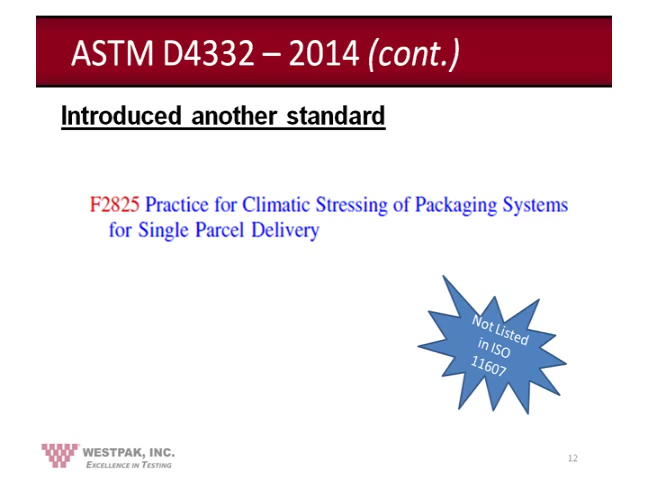 ASTM D4332 – 2014 (cont.)
Introduced another standard
F2825 Practice for Climatic Stressing of Packaging Systems
for Single Parcel Delivery
Not Listed
in ISO
11607
WESTPAK, INC.
EXCELLENCE IN TESTING
12